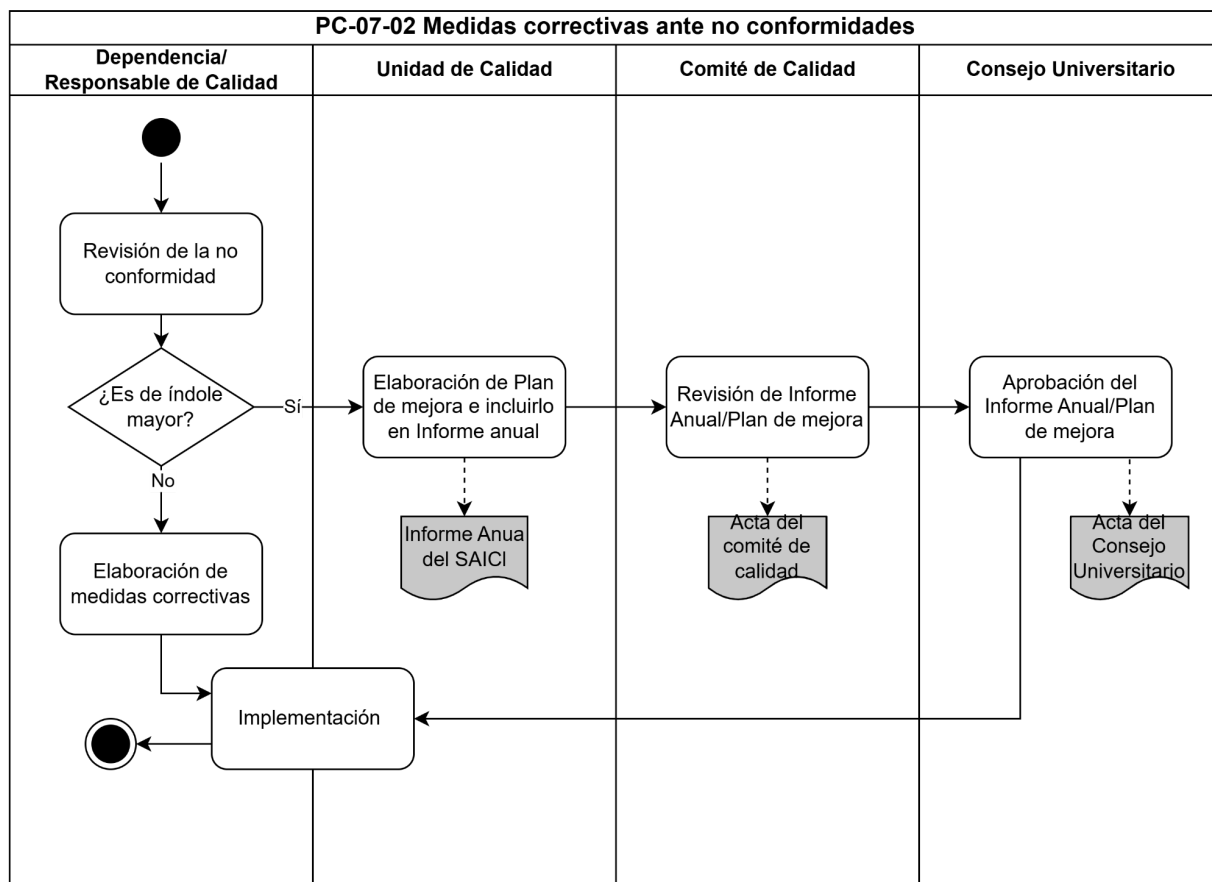 PC-07-02 Medidas correctivas ante no conformidades
Dependencia/
Responsable de Calidad
Unidad de Calidad
Comité de Calidad
Consejo Universitario
Revisión de la no
conformidad
¿Es de índole
mayor?
Sí
Elaboración de Plan
de mejora e incluirlo
en Informe anual
Revisión de Informe
Anual/Plan de mejora
Aprobación del
Informe Anual/Plan
de mejora
No
Informe Anua
del SAICI
Acta del
comité de
calidad
Acta del
Consejo
Universitario
Elaboración de
medidas correctivas
Implementación